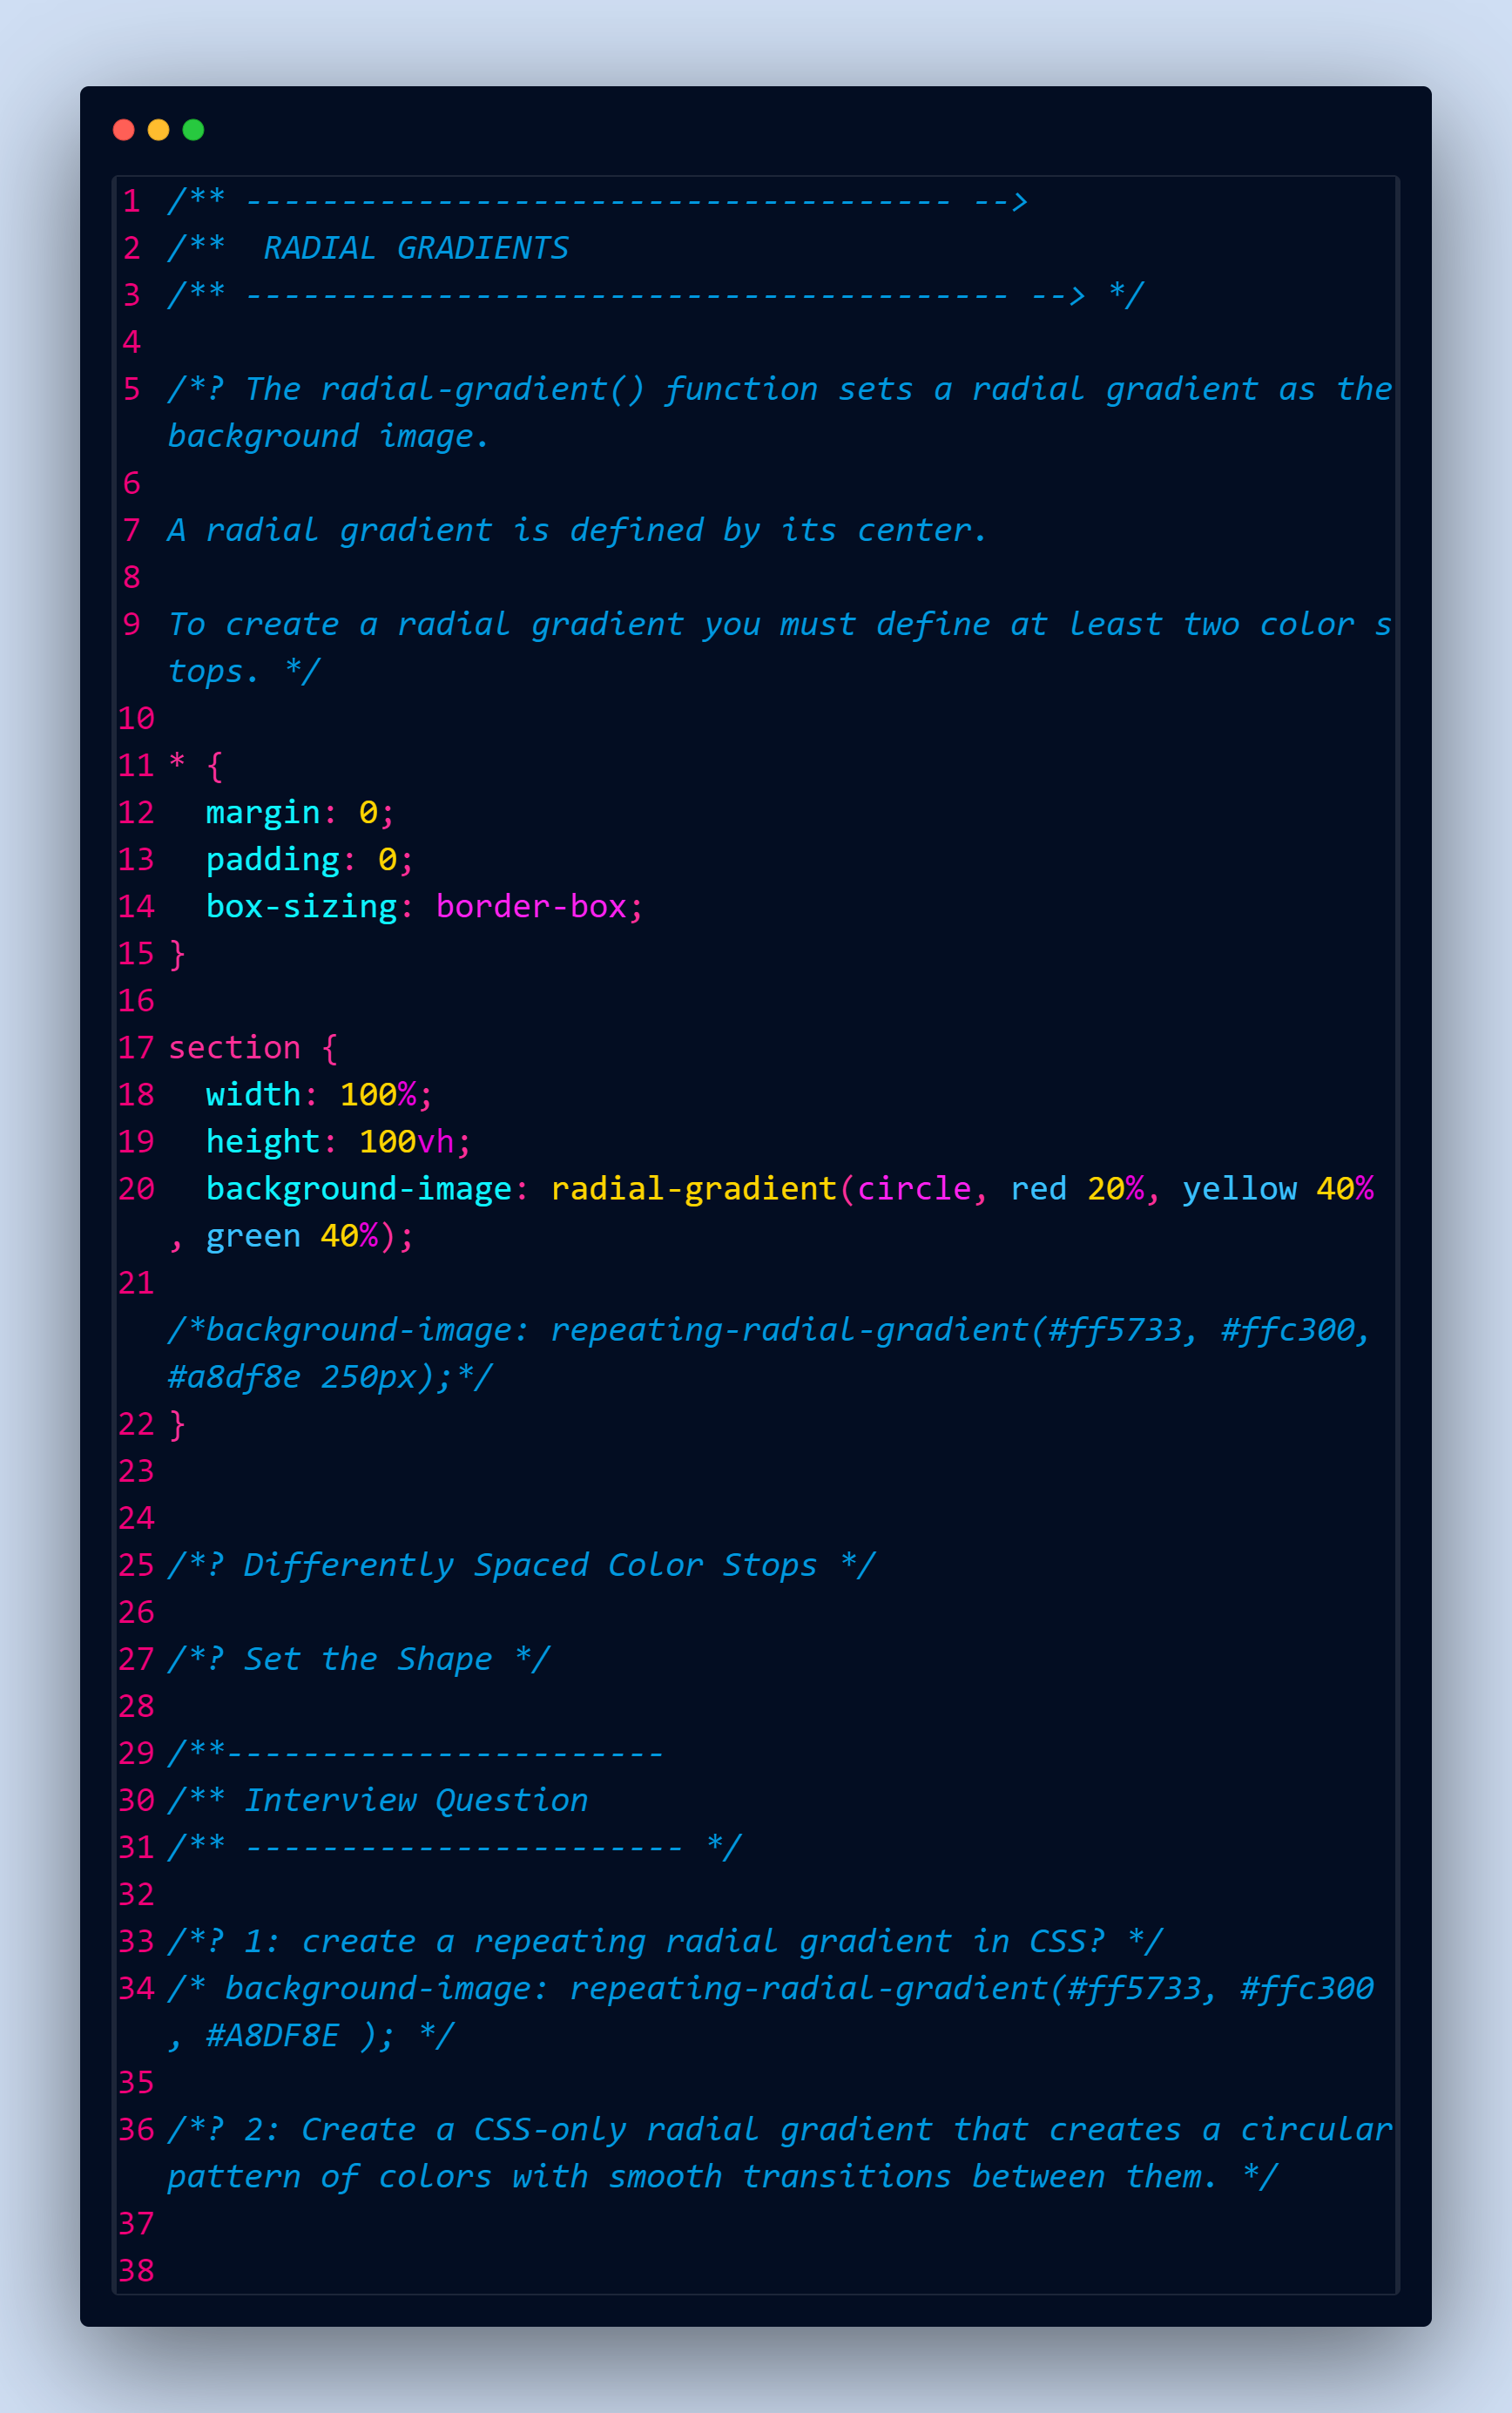 1 /** ------------------------------------- -->
2 /**  RADIAL GRADIENTS
3 /** ---------------------------------------- --> */
4
5 /*? The radial-gradient() function sets a radial gradient as the
background image.
6
7 A radial gradient is defined by its center.
8
9 To create a radial gradient you must define at least two color s
tops. */
10
11 * {
12   margin: 0;
13   padding: 0;
14   box-sizing: border-box;
15 }
16
17 section {
18   width: 100%;
19   height: 100vh;
20   background-image: radial-gradient(circle, red 20%, yellow 40%
, green 40%);
21
/*background-image: repeating-radial-gradient(#ff5733, #ffc300,
#a8df8e 250px);*/
22 }
23
24
25 /*? Differently Spaced Color Stops */
26
27 /*? Set the Shape */
28
29 /**-----------------------
30 /** Interview Question
31 /** ----------------------- */
32
33 /*? 1: create a repeating radial gradient in CSS? */
34 /* background-image: repeating-radial-gradient(#ff5733, #ffc300
, #A8DF8E ); */
35
36 /*? 2: Create a CSS-only radial gradient that creates a circular
pattern of colors with smooth transitions between them. */
37
38